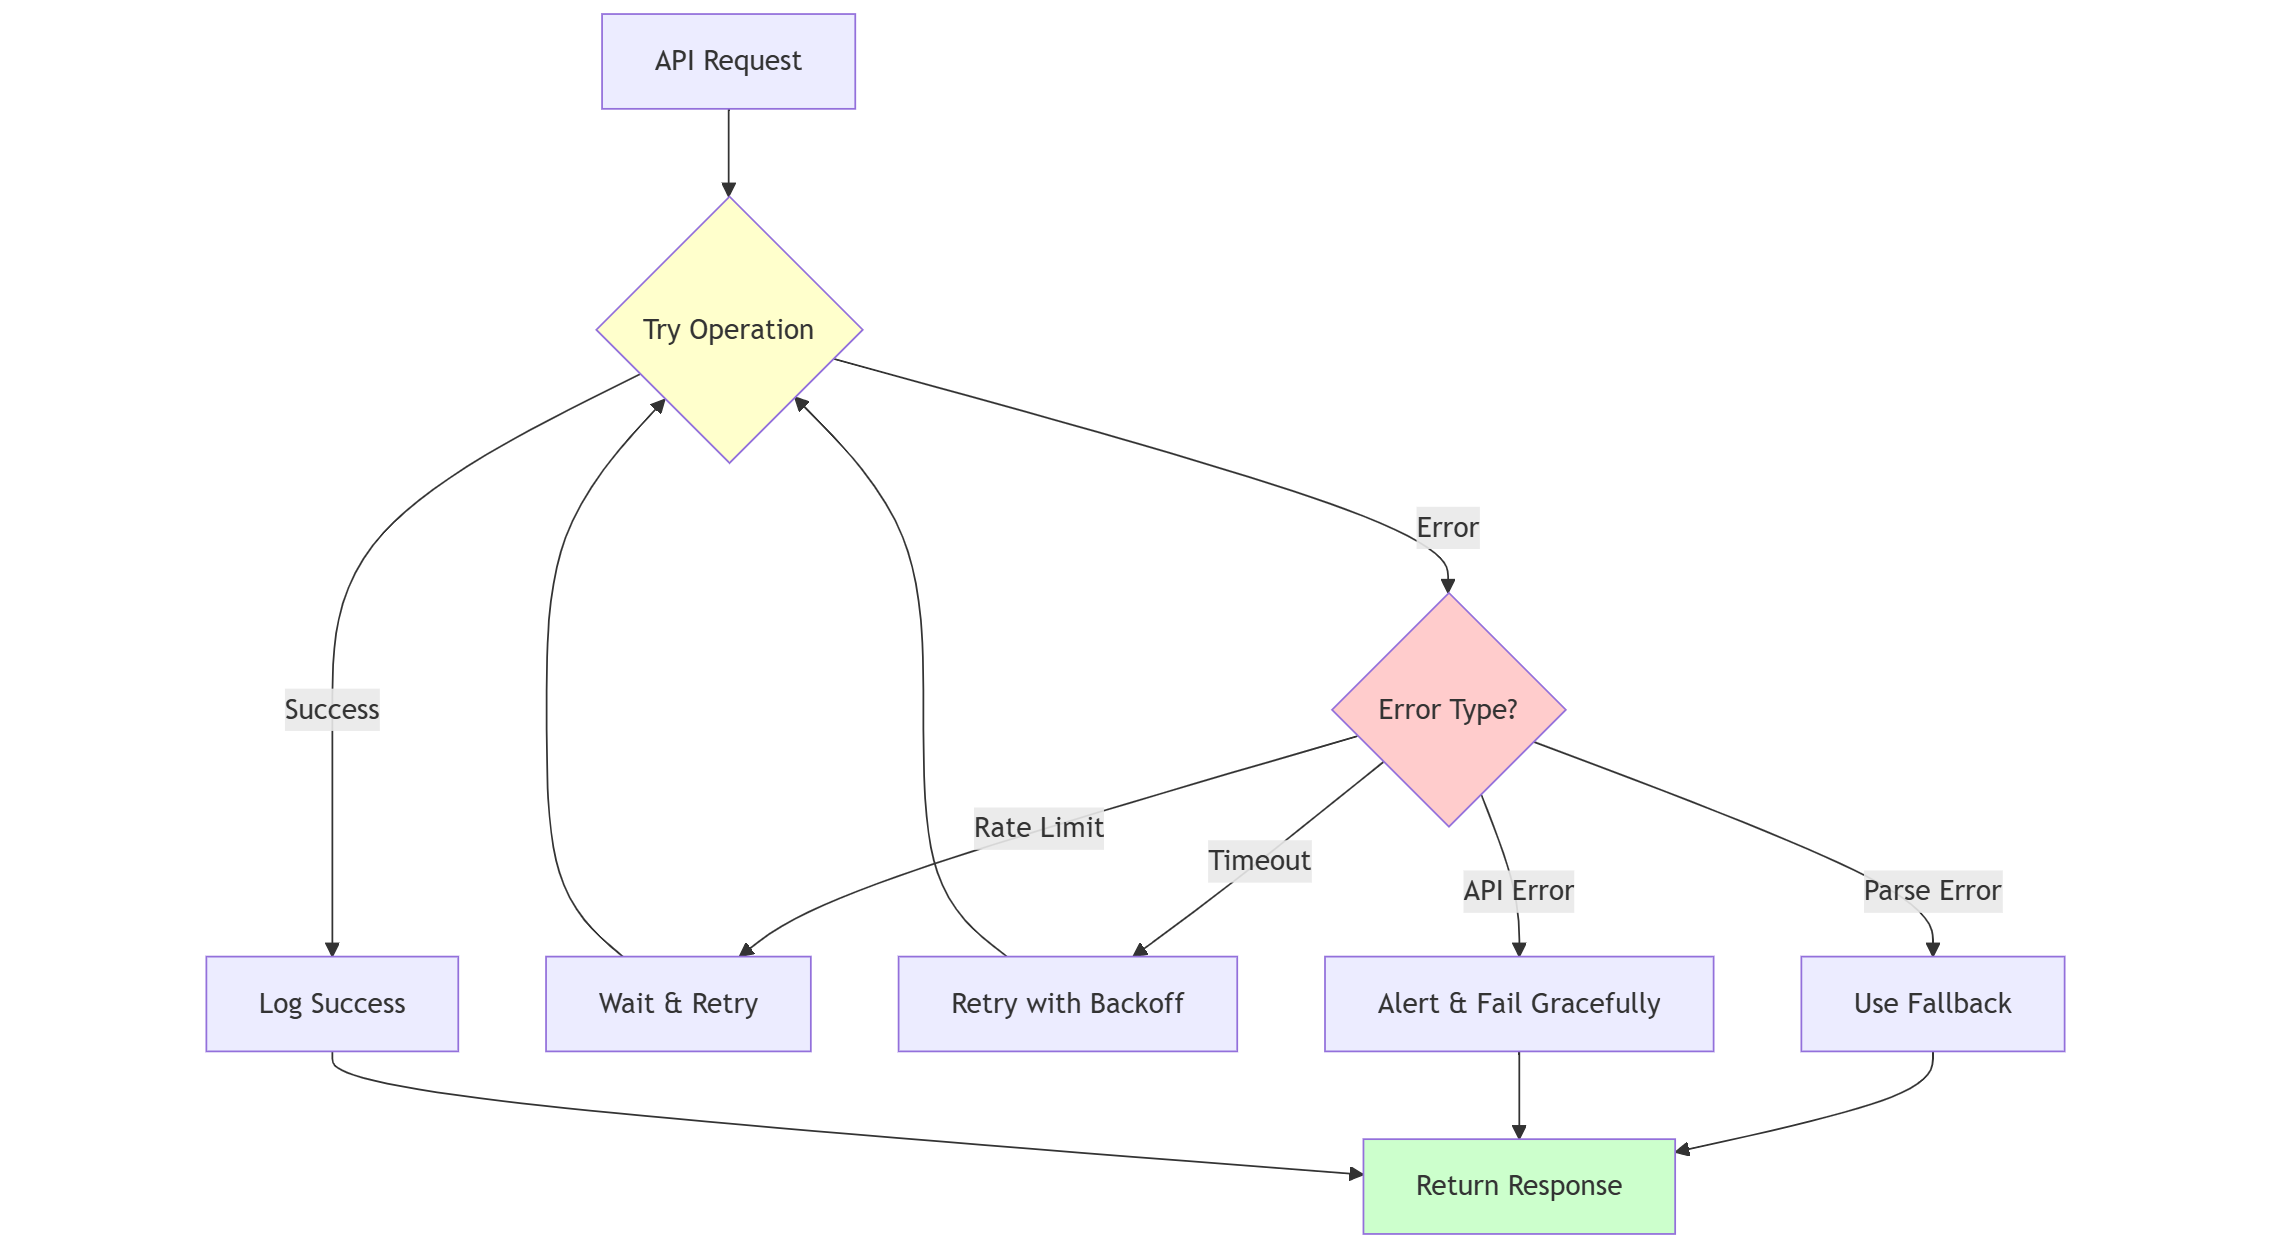 API Request
Try Operation
Error
Success
Error Type?
Rate Limit
Timeout
API Error
Parse Error
Log Success
Wait & Retry
Retry with Backoff
Alert & Fail Gracefully
Use Fallback
Return Response